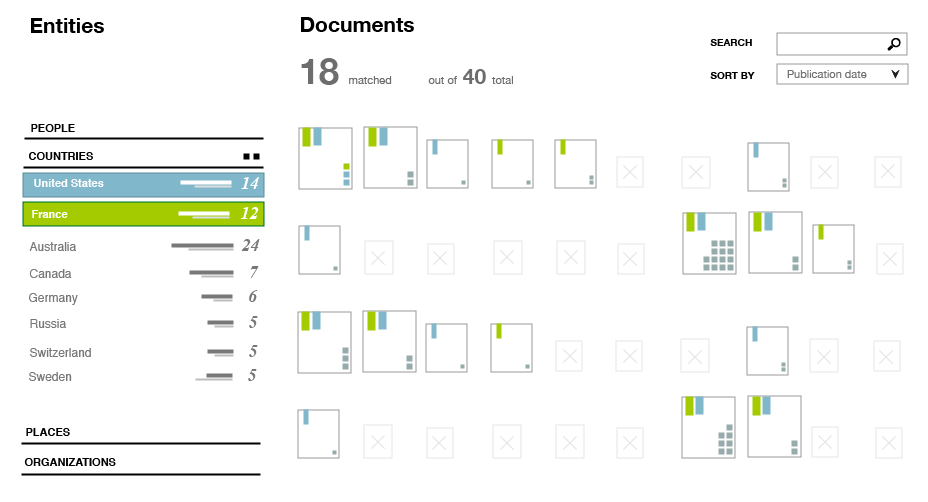 Entities
Documents
18 matched out of 40 total
SEARCH
SORT BY Publication date
PEOPLE
COUNTRIES
United States 14
France 12
Australia 24
Canada 7
Germany 6
Russia 5
Switzerland 5
Sweden 5
PLACES
ORGANIZATIONS